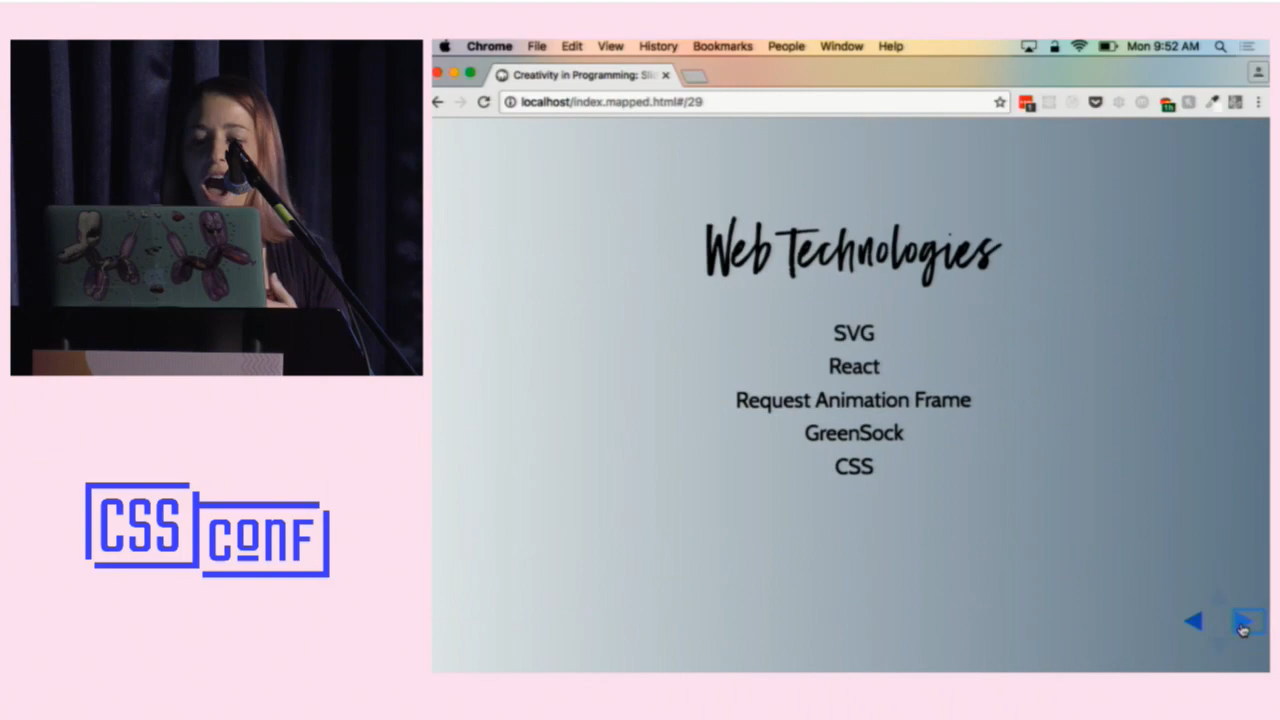 Chrome File Edit View History Bookmarks People Window Help Mon 9:52 AM
Creativity in Programming: Sli
localhost/index.mapped.html#/29
Web Technologies
SVG
React
Request Animation Frame
GreenSock
CSS
CSS
CONF